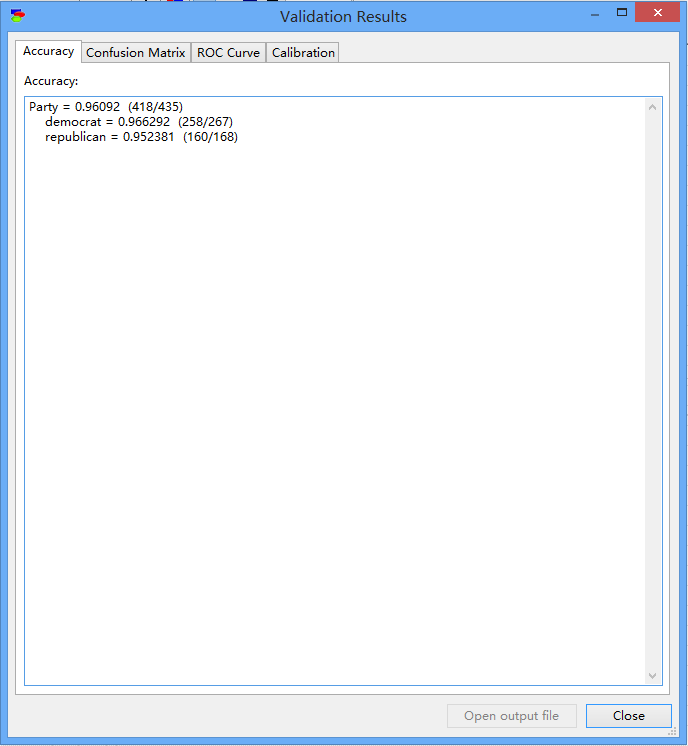 Validation Results
Accuracy Confusion Matrix ROC Curve Calibration
Accuracy:
Party = 0.96092 (418/435)
democrat = 0.966292 (258/267)
republican = 0.952381 (160/168)
Open output file Close